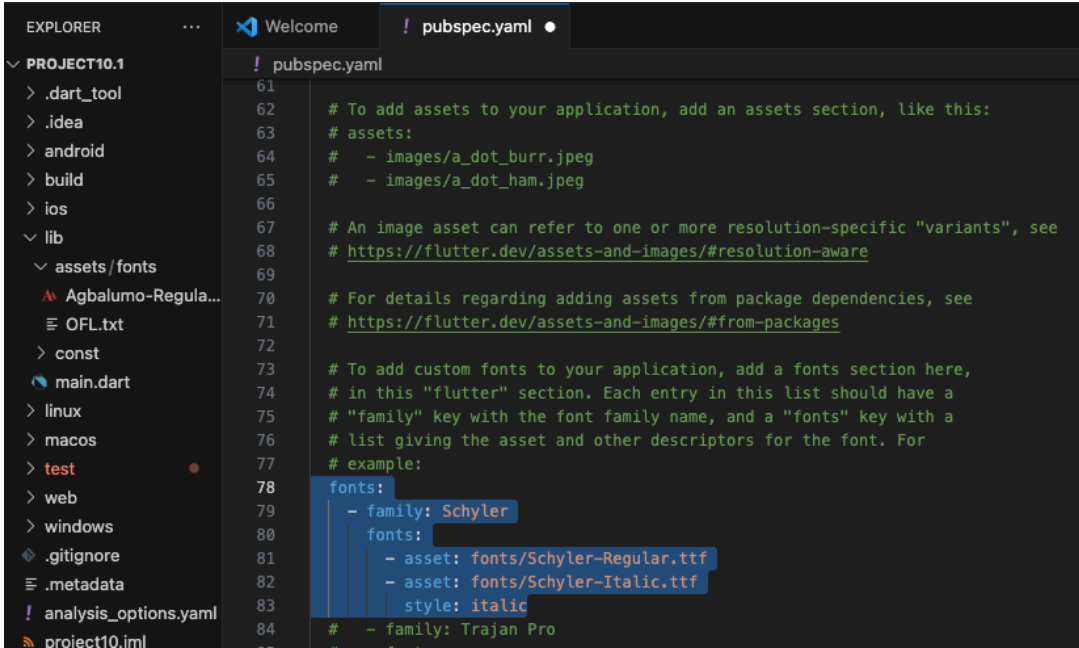 EXPLORER ...
PROJECT10.1
.dart_tool
.idea
android
build
ios
lib
assets/fonts
Agbalumo-Regula...
OFL.txt
const
main.dart
linux
macos
test
web
windows
.gitignore
.metadata
analysis_options.yaml
project10.iml
Welcome
! pubspec.yaml
! pubspec.yaml
61
62 # To add assets to your application, add an assets section, like this:
63 # assets:
64 #   - images/a_dot_burr.jpeg
65 #   - images/a_dot_ham.jpeg
66
67 # An image asset can refer to one or more resolution-specific "variants", see
68 # https://flutter.dev/assets-and-images/#resolution-aware
69
70 # For details regarding adding assets from package dependencies, see
71 # https://flutter.dev/assets-and-images/#from-packages
72
73 # To add custom fonts to your application, add a fonts section here,
74 # in this "flutter" section. Each entry in this list should have a
75 # "family" key with the font family name, and a "fonts" key with a
76 # list giving the asset and other descriptors for the font. For
77 # example:
78 fonts:
79   - family: Schyler
80     fonts:
81       - asset: fonts/Schyler-Regular.ttf
82       - asset: fonts/Schyler-Italic.ttf
83         style: italic
84 #   - family: Trajan Pro